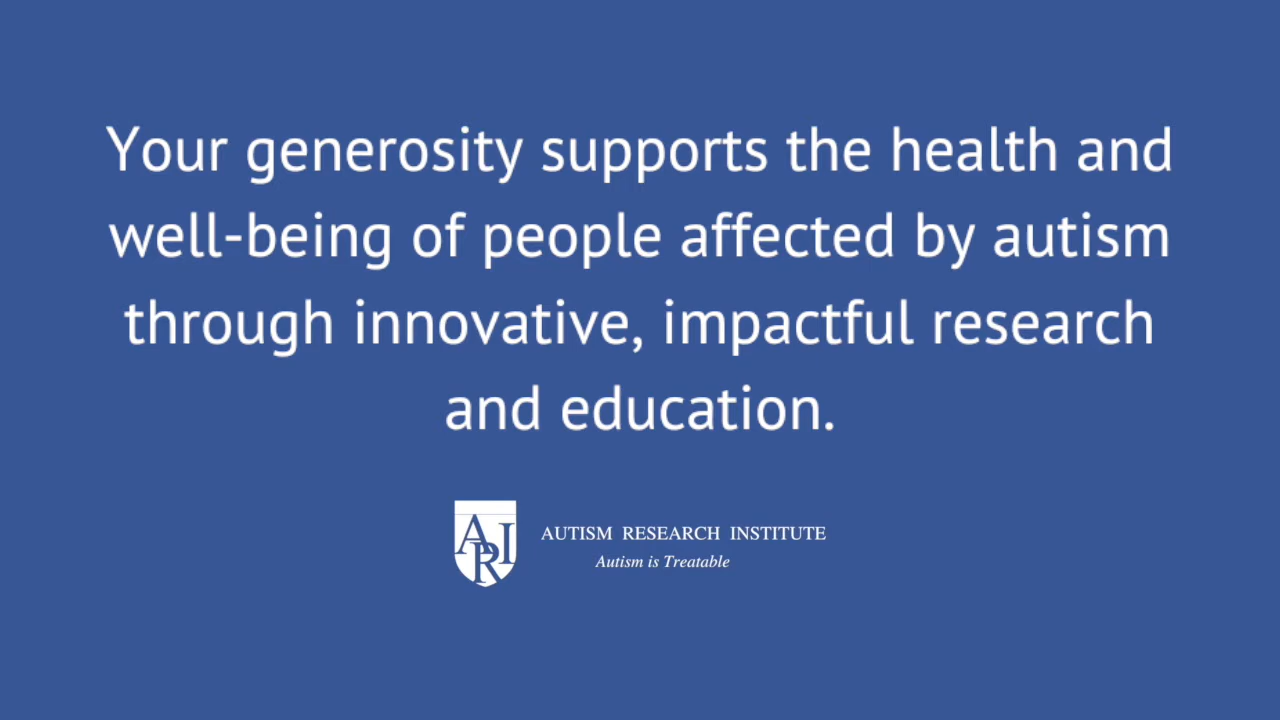 Your generosity supports the health and
well-being of people affected by autism
through innovative, impactful research
and education.
ARI
AUTISM RESEARCH INSTITUTE
Autism is Treatable